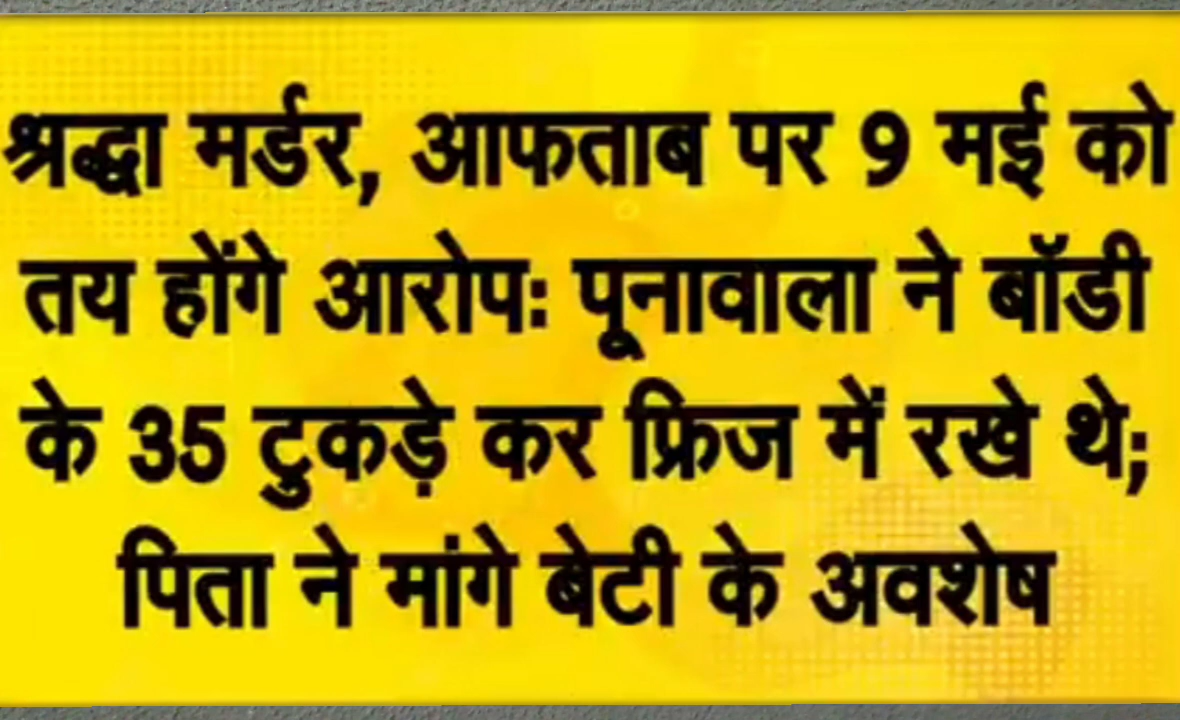 श्रद्धा मर्डर, आफताब पर 9 मई को
तय होंगे आरोपः पूनावाला ने बॉडी
के 35 टुकड़े कर फ्रिज में रखे थे;
पिता ने मांगे बेटी के अवशेष